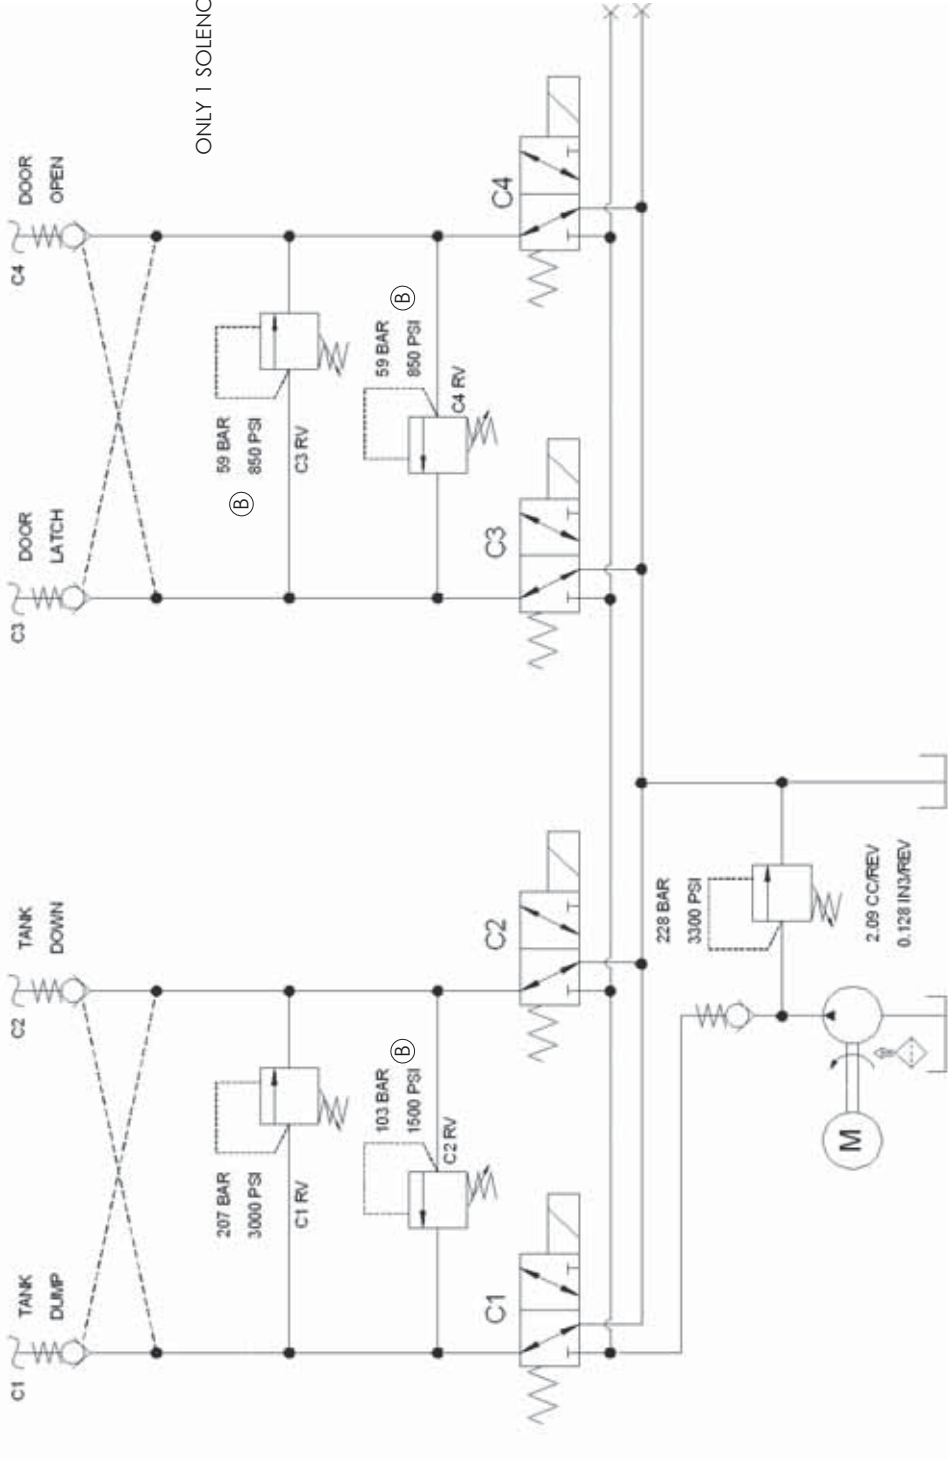 ONLY 1 SOLENO
C1
TANK
DUMP
C2
TANK
DOWN
C3
DOOR
LATCH
C4
DOOR
OPEN
207 BAR
3000 PSI
C1 RV
59 BAR
850 PSI
B
C3 RV
103 BAR
1500 PSI
B
C2 RV
59 BAR
850 PSI
B
C4 RV
C1
C2
C3
C4
228 BAR
3300 PSI
M
2.09 CC/REV
0.128 IN3/REV